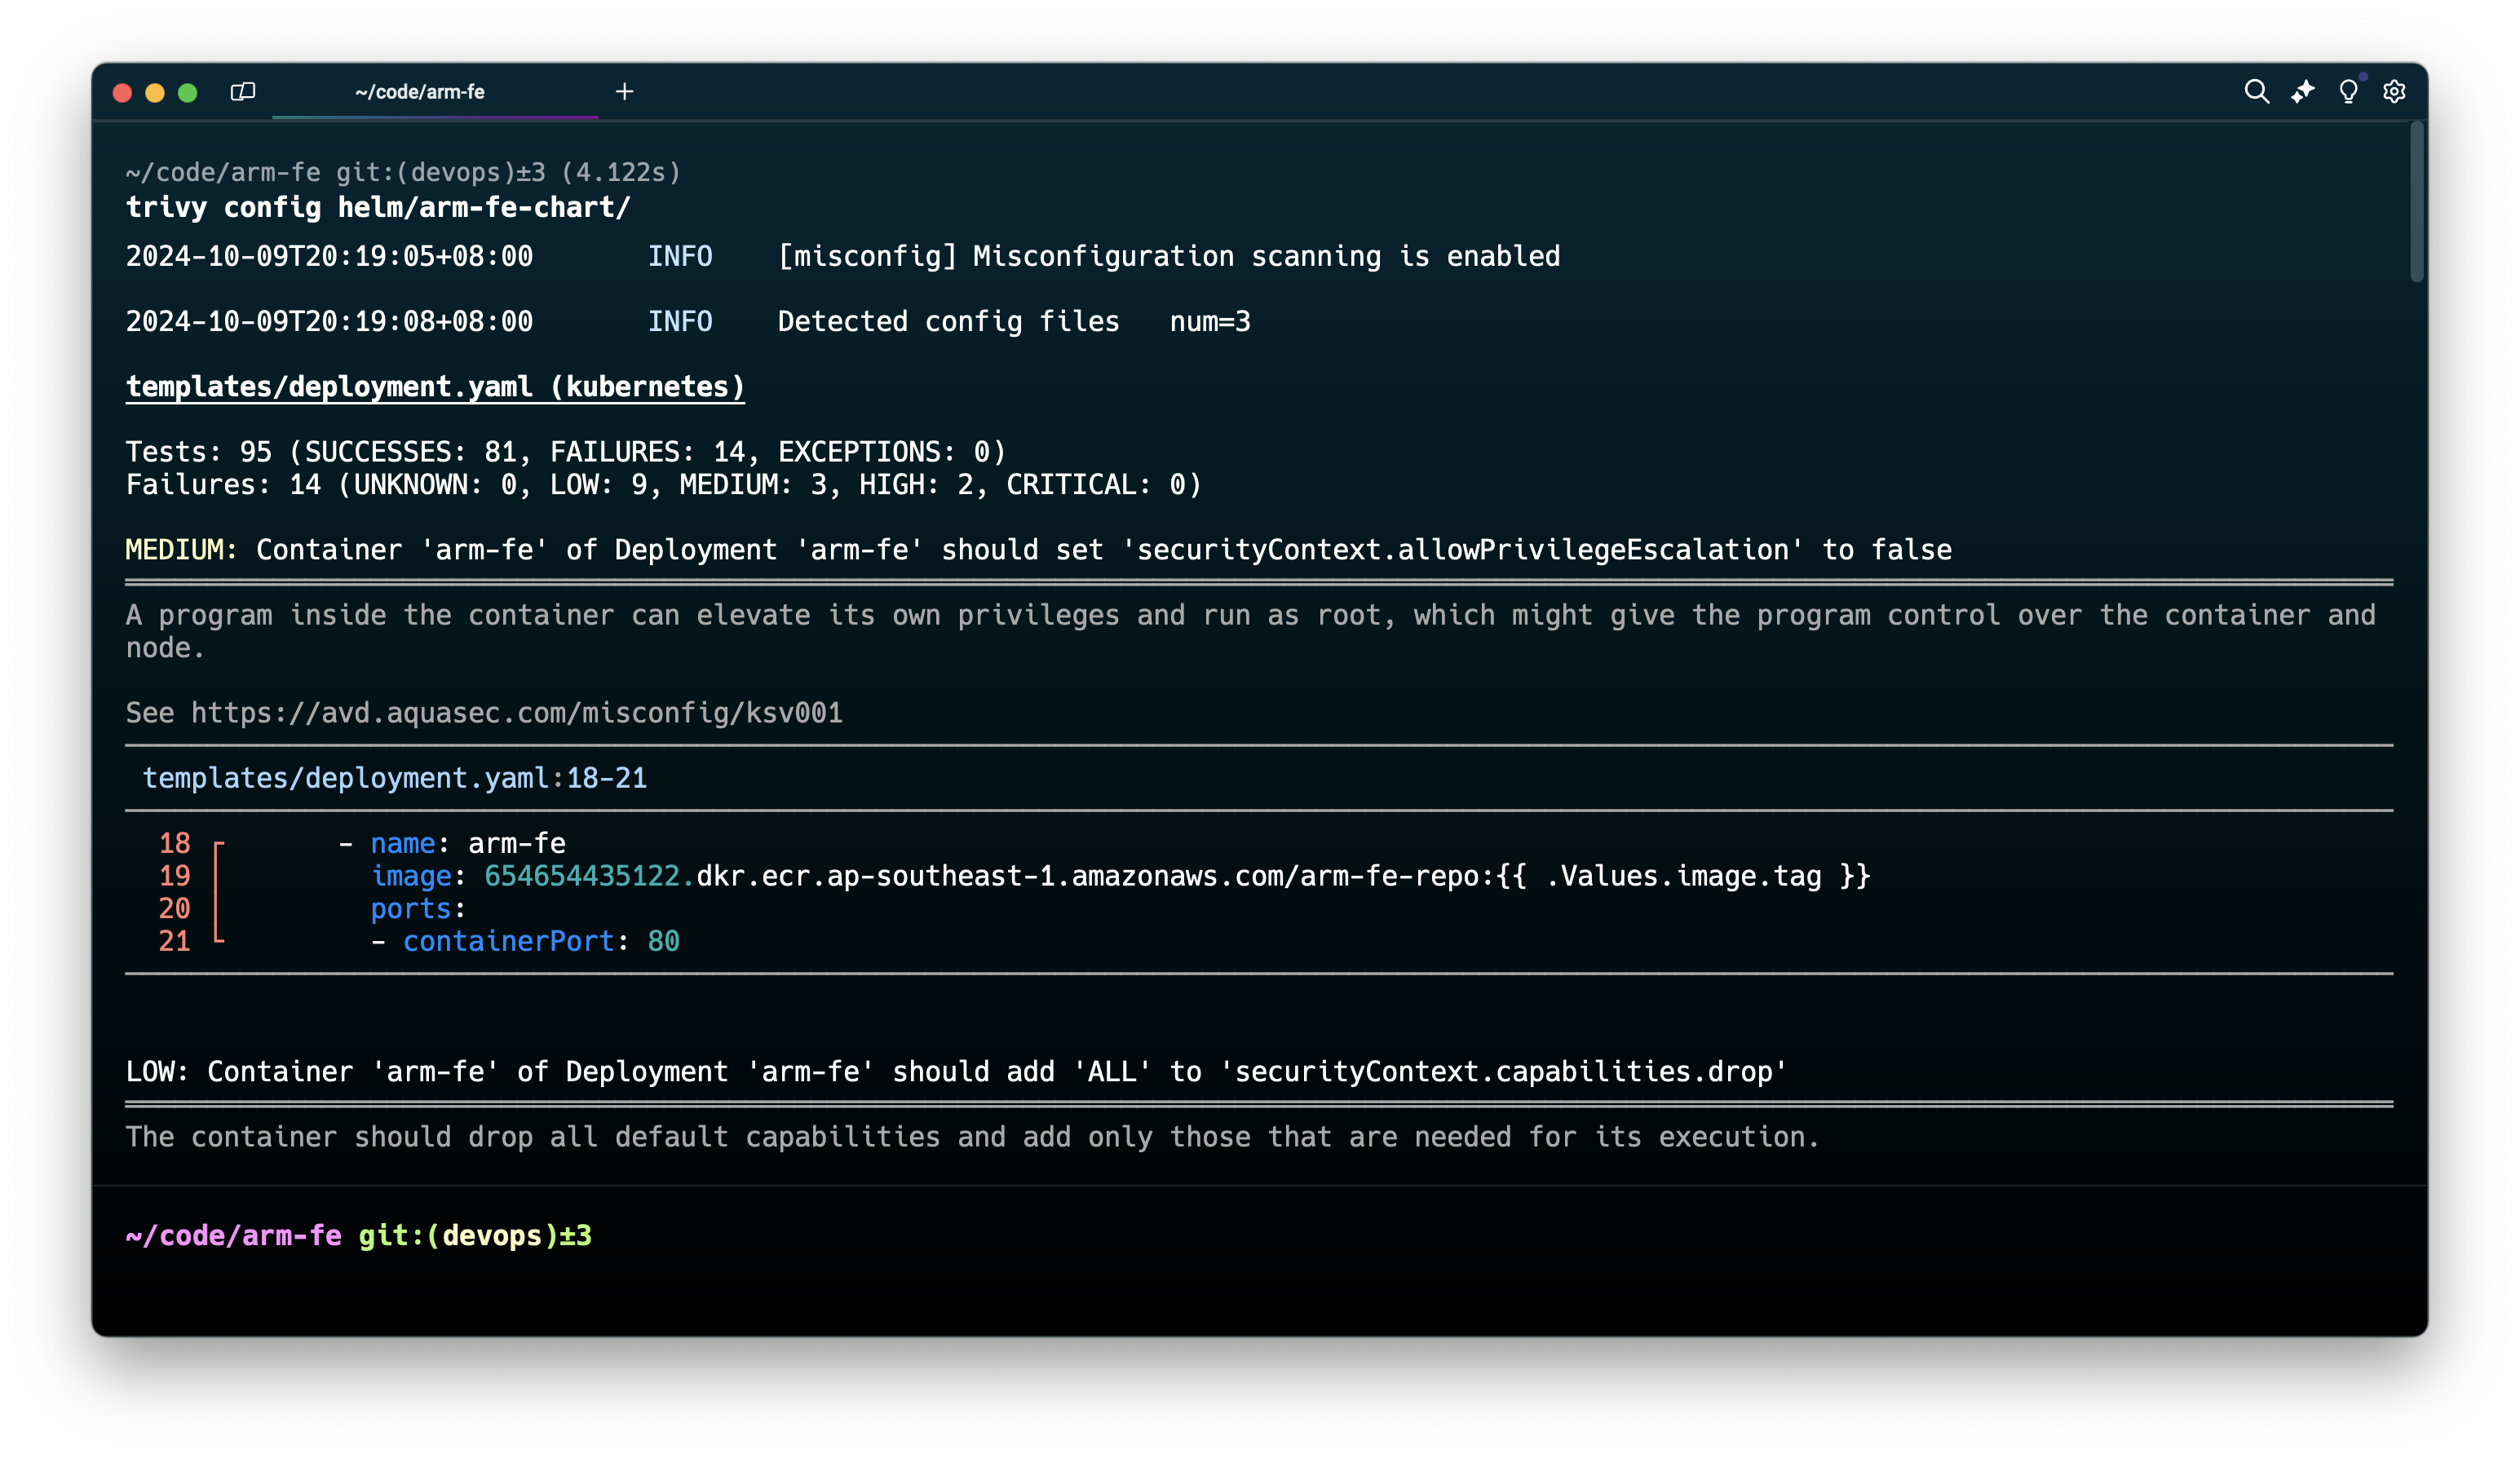 ~/code/arm-fe
~/code/arm-fe git:(devops)±3 (4.122s)
trivy config helm/arm-fe-chart/
2024-10-09T20:19:05+08:00 INFO [misconfig] Misconfiguration scanning is enabled
2024-10-09T20:19:08+08:00 INFO Detected config files num=3
templates/deployment.yaml (kubernetes)
Tests: 95 (SUCCESSES: 81, FAILURES: 14, EXCEPTIONS: 0)
Failures: 14 (UNKNOWN: 0, LOW: 9, MEDIUM: 3, HIGH: 2, CRITICAL: 0)
MEDIUM: Container 'arm-fe' of Deployment 'arm-fe' should set 'securityContext.allowPrivilegeEscalation' to false
A program inside the container can elevate its own privileges and run as root, which might give the program control over the container and
node.
See https://avd.aquasec.com/misconfig/ksv001
templates/deployment.yaml:18-21
18 - name: arm-fe
19 image: 654654435122.dkr.ecr.ap-southeast-1.amazonaws.com/arm-fe-repo:{{ .Values.image.tag }}
20 ports:
21 - containerPort: 80
LOW: Container 'arm-fe' of Deployment 'arm-fe' should add 'ALL' to 'securityContext.capabilities.drop'
The container should drop all default capabilities and add only those that are needed for its execution.
~/code/arm-fe git:(devops)±3